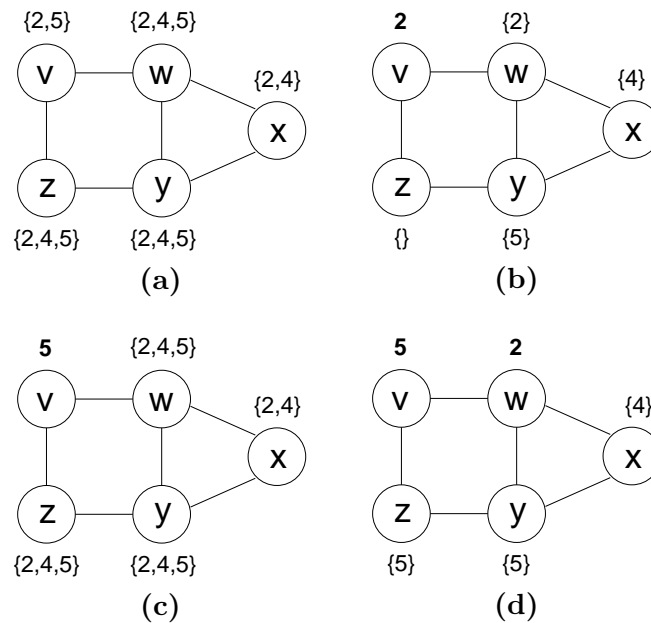 {2,5} {2,4,5}
v w {2,4}
x
z y
{2,4,5} {2,4,5}
(a)
2 {2}
v w {4}
x
z y
{} {5}
(b)
5 {2,4,5}
v w {2,4}
x
z y
{2,4,5} {2,4,5}
(c)
5 2
v w {4}
x
z y
{5} {5}
(d)